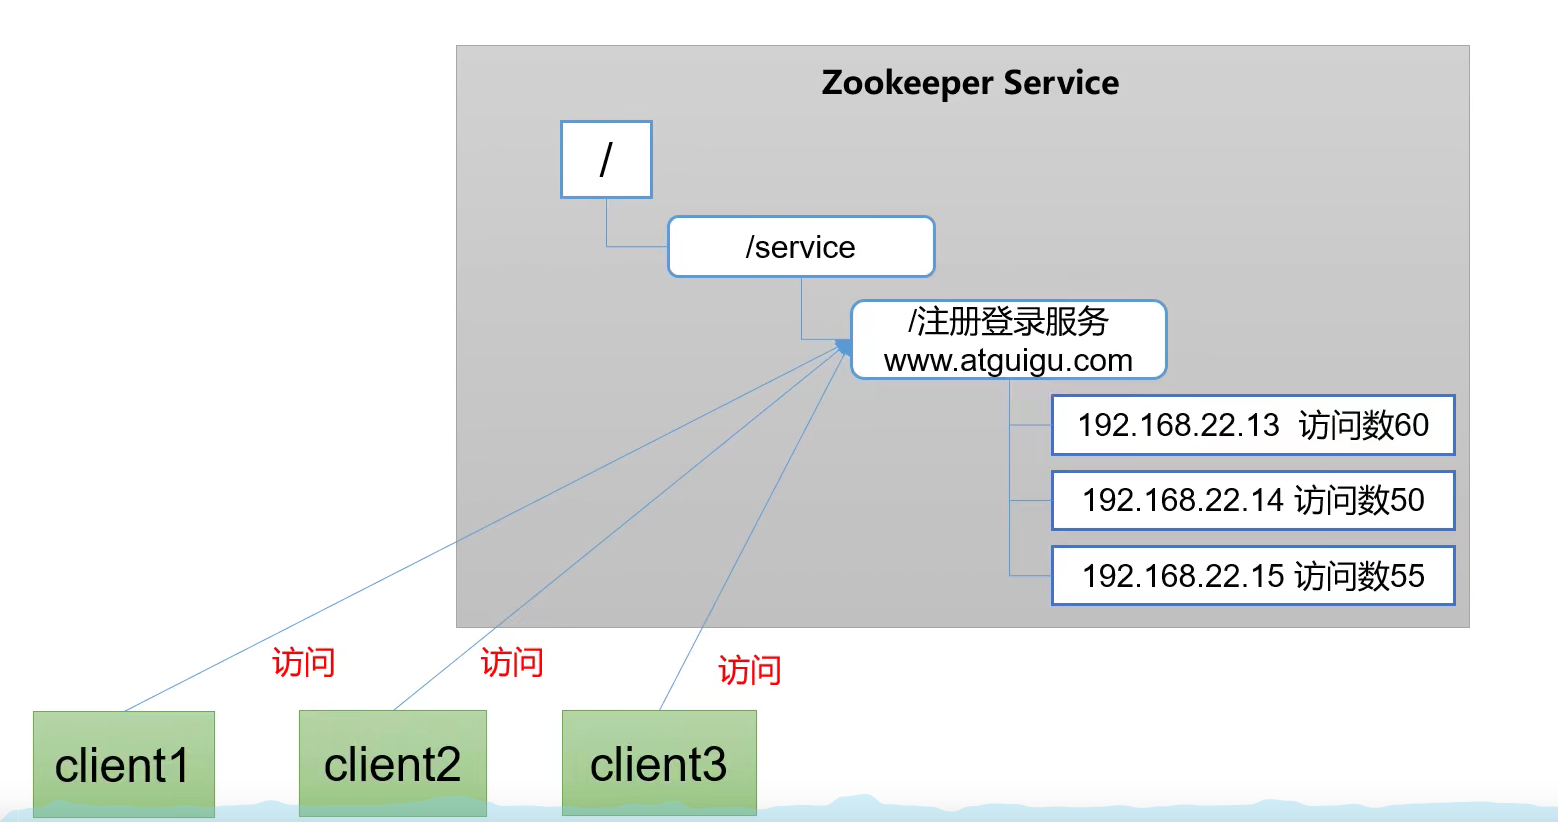 Zookeeper Service
/
/service
/注册登录服务
www.atguigu.com
192.168.22.13 访问数60
192.168.22.14 访问数50
192.168.22.15 访问数55
访问
访问
访问
client1
client2
client3